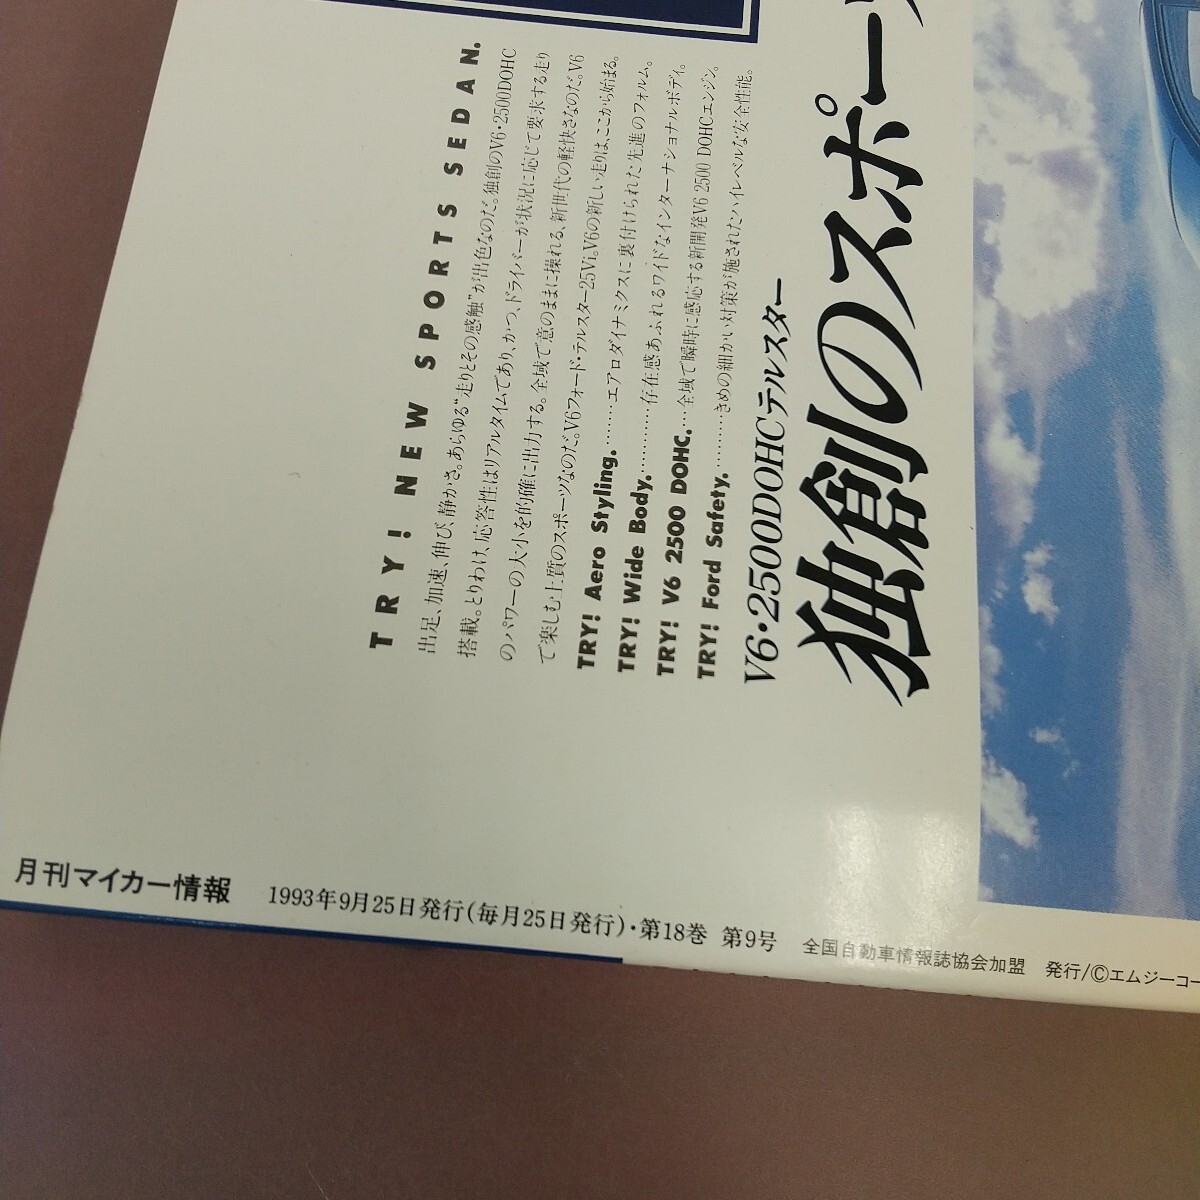 独創のスポーツ
V6・2500DOHCテルスター
TRY! NEW SPORTS SEDAN.
出足、加速、伸び、静かさ。あらゆる“走りとその感触”が出色なのだ。独創のV6・2500DOHC
搭載。とりわけ、応答性はリアルタイムであり、かつ、ドライバーが状況に応じて要求する走り
のパワーの大小を的確に出力する。全域で意のままに操れる、新世代の軽快さなのだ。V6
で楽しむ上質のスポーツなのだ。V6フォード・テルスター25Vi。V6の新しい走りは、ここから始まる。
TRY! Aero Styling.………エアロダイナミクスに裏付けられた先進のフォルム。
TRY! Wide Body.…………存在感あふれるワイドなインターナショナルボディ。
TRY! V6 2500 DOHC.…全域で瞬時に感応する新開発V6 2500 DOHCエンジン。
TRY! Ford Safety.…………きめの細かい対策が施されたハイレベルな安全性能。
月刊マイカー情報 1993年9月25日発行(毎月25日発行)・第18巻 第9号 全国自動車情報誌協会加盟 発行/©エムジーコー